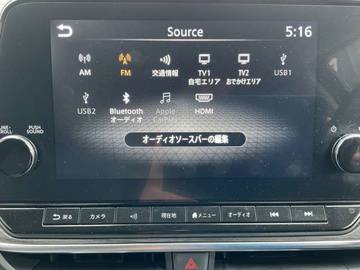 Source 5:16
AM FM 交通情報 TV1 TV2 USB1
自宅エリア おでかけエリア
USB2 Bluetooth Apple HDMI
オーディオ CarPlay
オーディオソースバーの編集
PUSH
SOUND
戻る カメラ 現在地 メニュー オーディオ